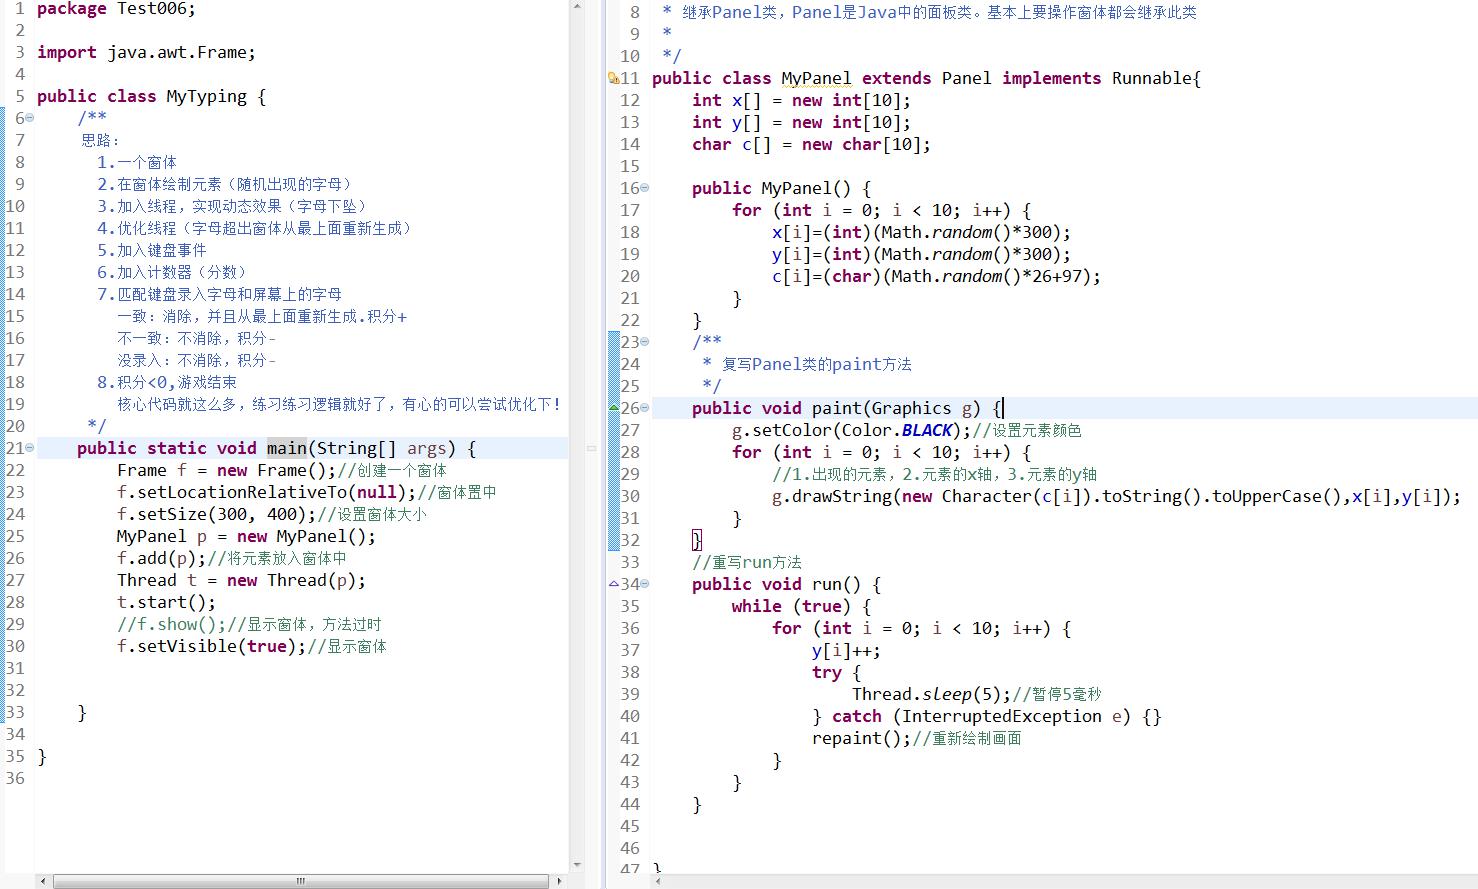 1 package Test006;
2
3 import java.awt.Frame;
4
5 public class MyTyping {
6 /**
7 思路：
8 1.一个窗体
9 2.在窗体绘制元素（随机出现的字母）
10 3.加入线程，实现动态效果（字母下坠）
11 4.优化线程（字母超出窗体从最上面重新生成）
12 5.加入键盘事件
13 6.加入计数器（分数）
14 7.匹配键盘录入字母和屏幕上的字母
15 一致：消除，并且从最上面重新生成.积分+
16 不一致：不消除，积分-
17 没录入：不消除，积分-
18 8.积分<0,游戏结束
19 核心代码就这么多，练习练习逻辑就好了，有心的可以尝试优化下!
20 */
21 public static void main(String[] args) {
22 Frame f = new Frame();//创建一个窗体
23 f.setLocationRelativeTo(null);//窗体置中
24 f.setSize(300, 400);//设置窗体大小
25 MyPanel p = new MyPanel();
26 f.add(p);//将元素放入窗体中
27 Thread t = new Thread(p);
28 t.start();
29 //f.show();//显示窗体，方法过时
30 f.setVisible(true);//显示窗体
31
32
33 }
34
35 }
36
8 * 继承Panel类，Panel是Java中的面板类。基本上要操作窗体都会继承此类
9 *
10 */
11 public class MyPanel extends Panel implements Runnable{
12 int x[] = new int[10];
13 int y[] = new int[10];
14 char c[] = new char[10];
15
16 public MyPanel() {
17 for (int i = 0; i < 10; i++) {
18 x[i]=(int)(Math.random()*300);
19 y[i]=(int)(Math.random()*300);
20 c[i]=(char)(Math.random()*26+97);
21 }
22 }
23 /**
24 * 复写Panel类的paint方法
25 */
26 public void paint(Graphics g) {
27 g.setColor(Color.BLACK);//设置元素颜色
28 for (int i = 0; i < 10; i++) {
29 //1.出现的元素，2.元素的x轴，3.元素的y轴
30 g.drawString(new Character(c[i]).toString().toUpperCase(),x[i],y[i]);
31 }
32 }
33 //重写run方法
34 public void run() {
35 while (true) {
36 for (int i = 0; i < 10; i++) {
37 y[i]++;
38 try {
39 Thread.sleep(5);//暂停5毫秒
40 } catch (InterruptedException e) {}
41 repaint();//重新绘制画面
42 }
43 }
44 }
45
46
47 }